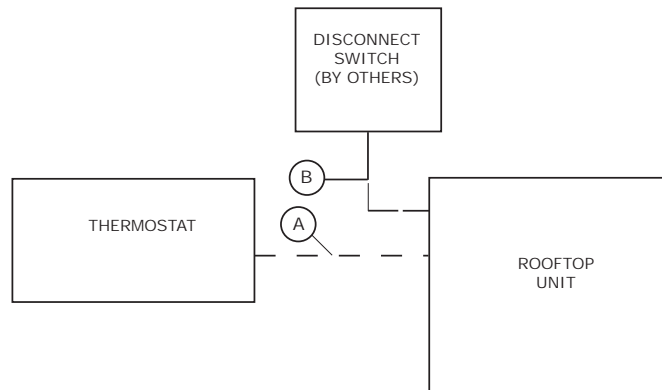 DISCONNECT
SWITCH
(BY OTHERS)
B
THERMOSTAT
A
ROOFTOP
UNIT